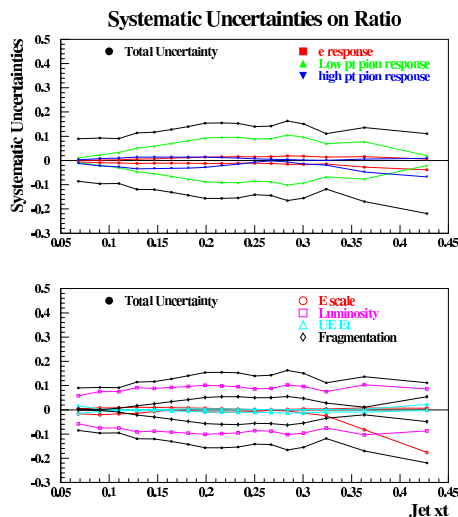 Systematic Uncertainties on Ratio
Systematic Uncertainties
0.5
0.4
0.3
0.2
0.1
0
-0.1
-0.2
-0.3
Total Uncertainty
e response
Low pt pion response
high pt pion response
0.05 0.1 0.15 0.2 0.25 0.3 0.35 0.4 0.45
0.5
0.4
0.3
0.2
0.1
0
-0.1
-0.2
-0.3
Total Uncertainty
E scale
Luminosity
UE Et
Fragmentation
0.05 0.1 0.15 0.2 0.25 0.3 0.35 0.4 0.45
Jet xt